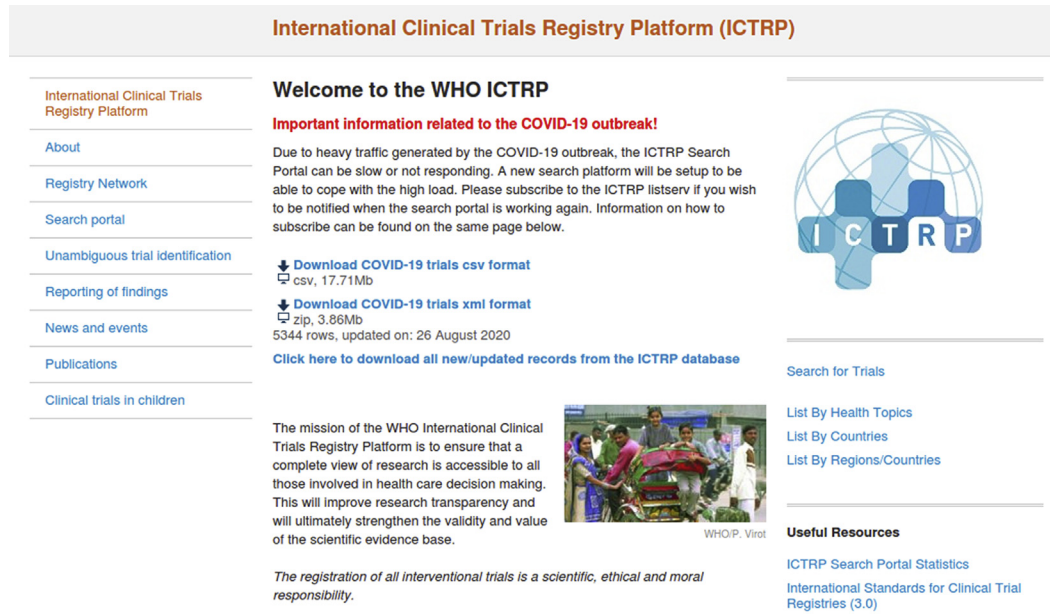 International Clinical Trials Registry Platform (ICTRP)
International Clinical Trials
Registry Platform
About
Registry Network
Search portal
Unambiguous trial identification
Reporting of findings
News and events
Publications
Clinical trials in children
Welcome to the WHO ICTRP
Important information related to the COVID-19 outbreak!
Due to heavy traffic generated by the COVID-19 outbreak, the ICTRP Search
Portal can be slow or not responding. A new search platform will be setup to be
able to cope with the high load. Please subscribe to the ICTRP listserv if you wish
to be notified when the search portal is working again. Information on how to
subscribe can be found on the same page below.
Download COVID-19 trials csv format
csv, 17.71Mb
Download COVID-19 trials xml format
zip, 3.86Mb
5344 rows, updated on: 26 August 2020
Click here to download all new/updated records from the ICTRP database
The mission of the WHO International Clinical
Trials Registry Platform is to ensure that a
complete view of research is accessible to all
those involved in health care decision making.
This will improve research transparency and
will ultimately strengthen the validity and value
of the scientific evidence base.
WHO/P. Virot
The registration of all interventional trials is a scientific, ethical and moral
responsibility.
ICTRP
Search for Trials
List By Health Topics
List By Countries
List By Regions/Countries
Useful Resources
ICTRP Search Portal Statistics
International Standards for Clinical Trial
Registries (3.0)